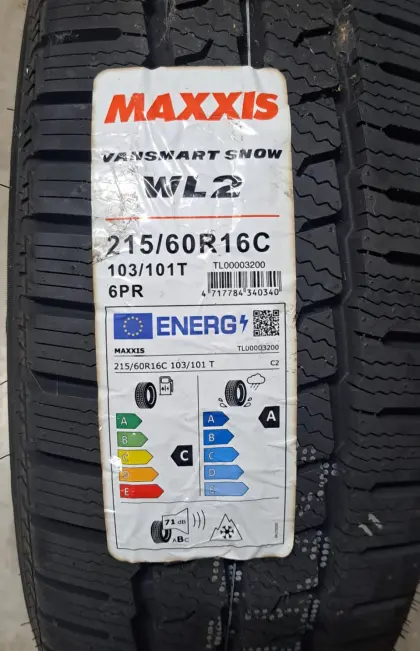 MAXXIS
VANSMART SNOW
WL2
215/60R16C
103/101T
TL00003200
6PR
4 717784 340340
ENERG
MAXXIS
TL00003200
215/60R16C 103/101 T
C2
A
A
A
B
B
C
C
C
D
D
E
E
71 dB
ABC